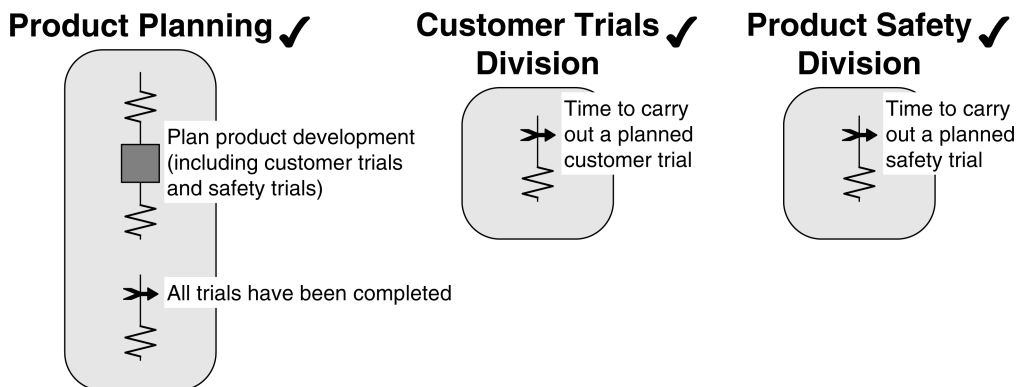 Product Planning
Customer Trials
Division
Product Safety
Division
Plan product development
(including customer trials
and safety trials)
All trials have been completed
Time to carry
out a planned
customer trial
Time to carry
out a planned
safety trial